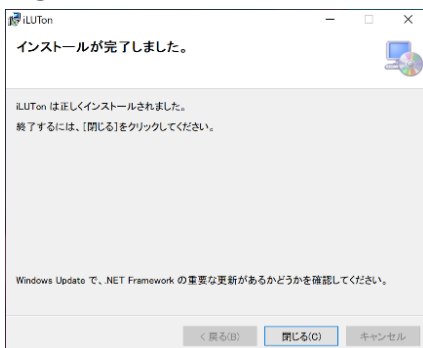 iLUTon
インストールが完了しました。
iLUTon は正しくインストールされました。
終了するには、[閉じる]をクリックしてください。
Windows Update で、.NET Framework の重要な更新があるかどうかを確認してください。
< 戻る(B) 閉じる(C) キャンセル